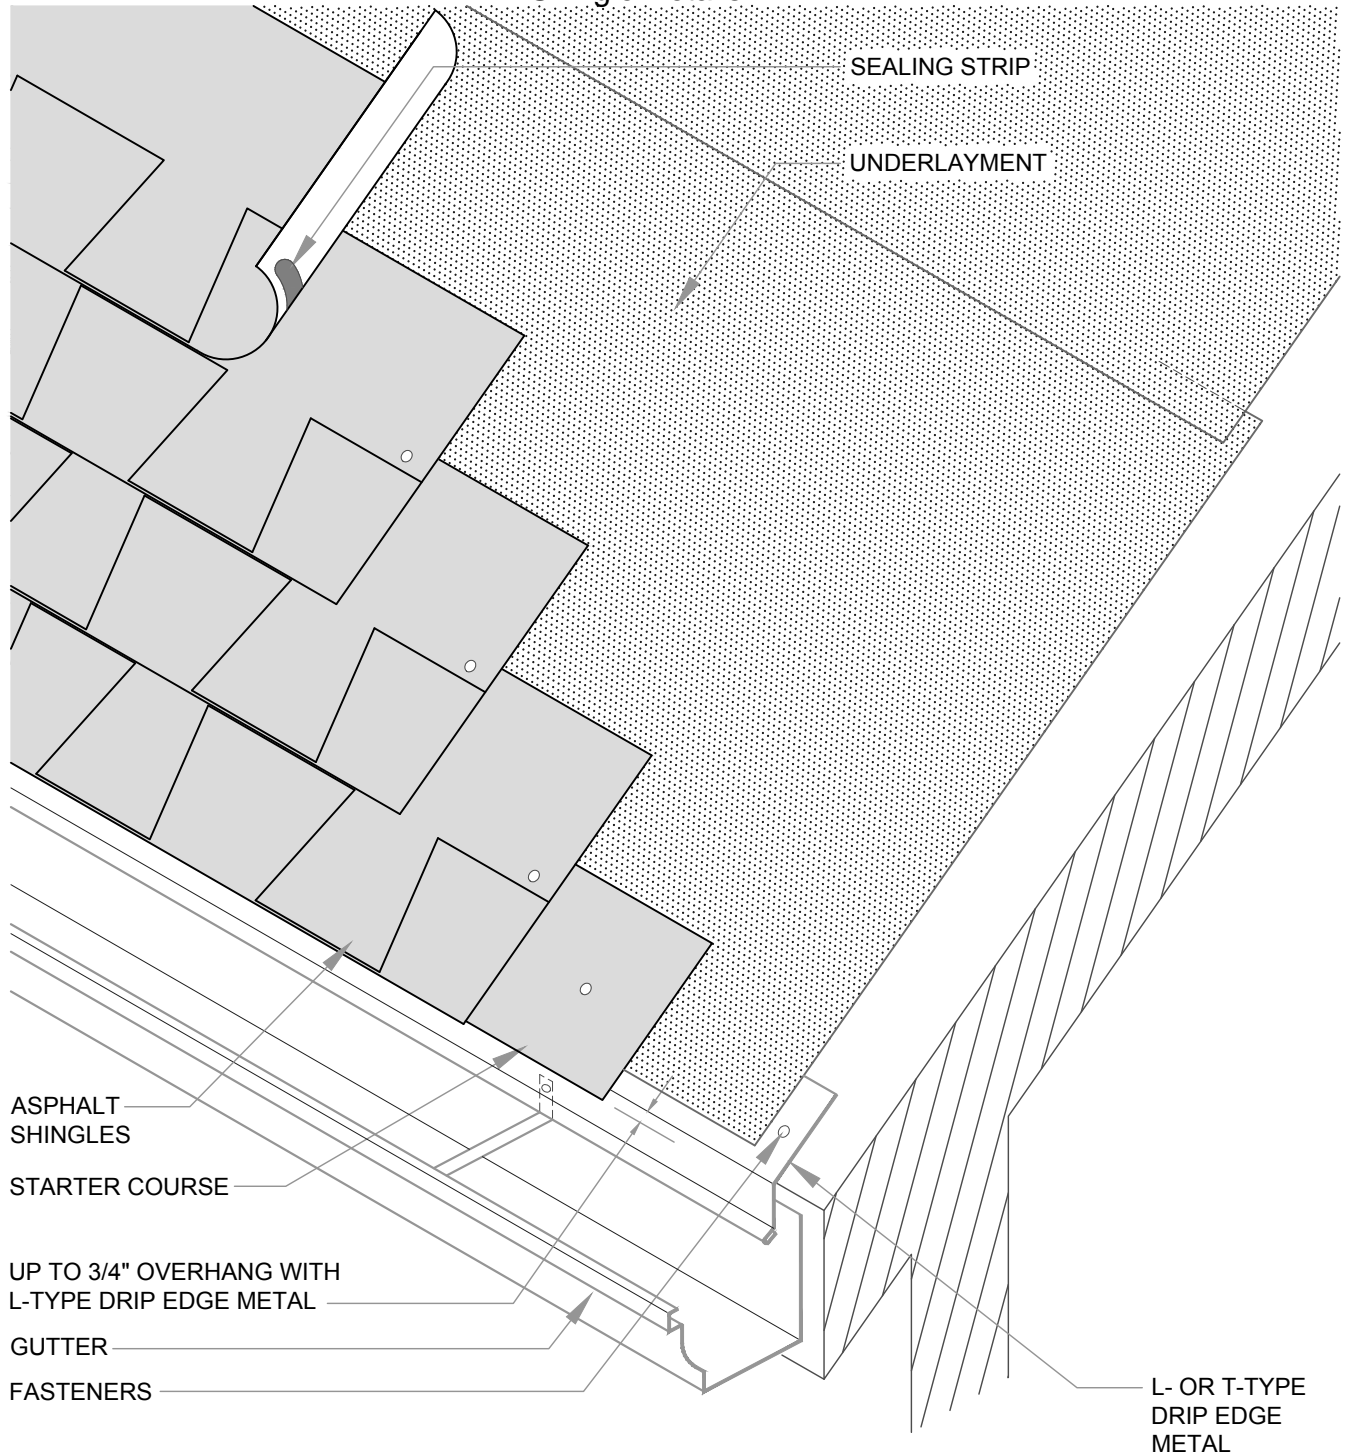 SEALING STRIP
UNDERLAYMENT
ASPHALT
SHINGLES
STARTER COURSE
UP TO 3/4" OVERHANG WITH
L-TYPE DRIP EDGE METAL
GUTTER
FASTENERS
L- OR T-TYPE
DRIP EDGE
METAL